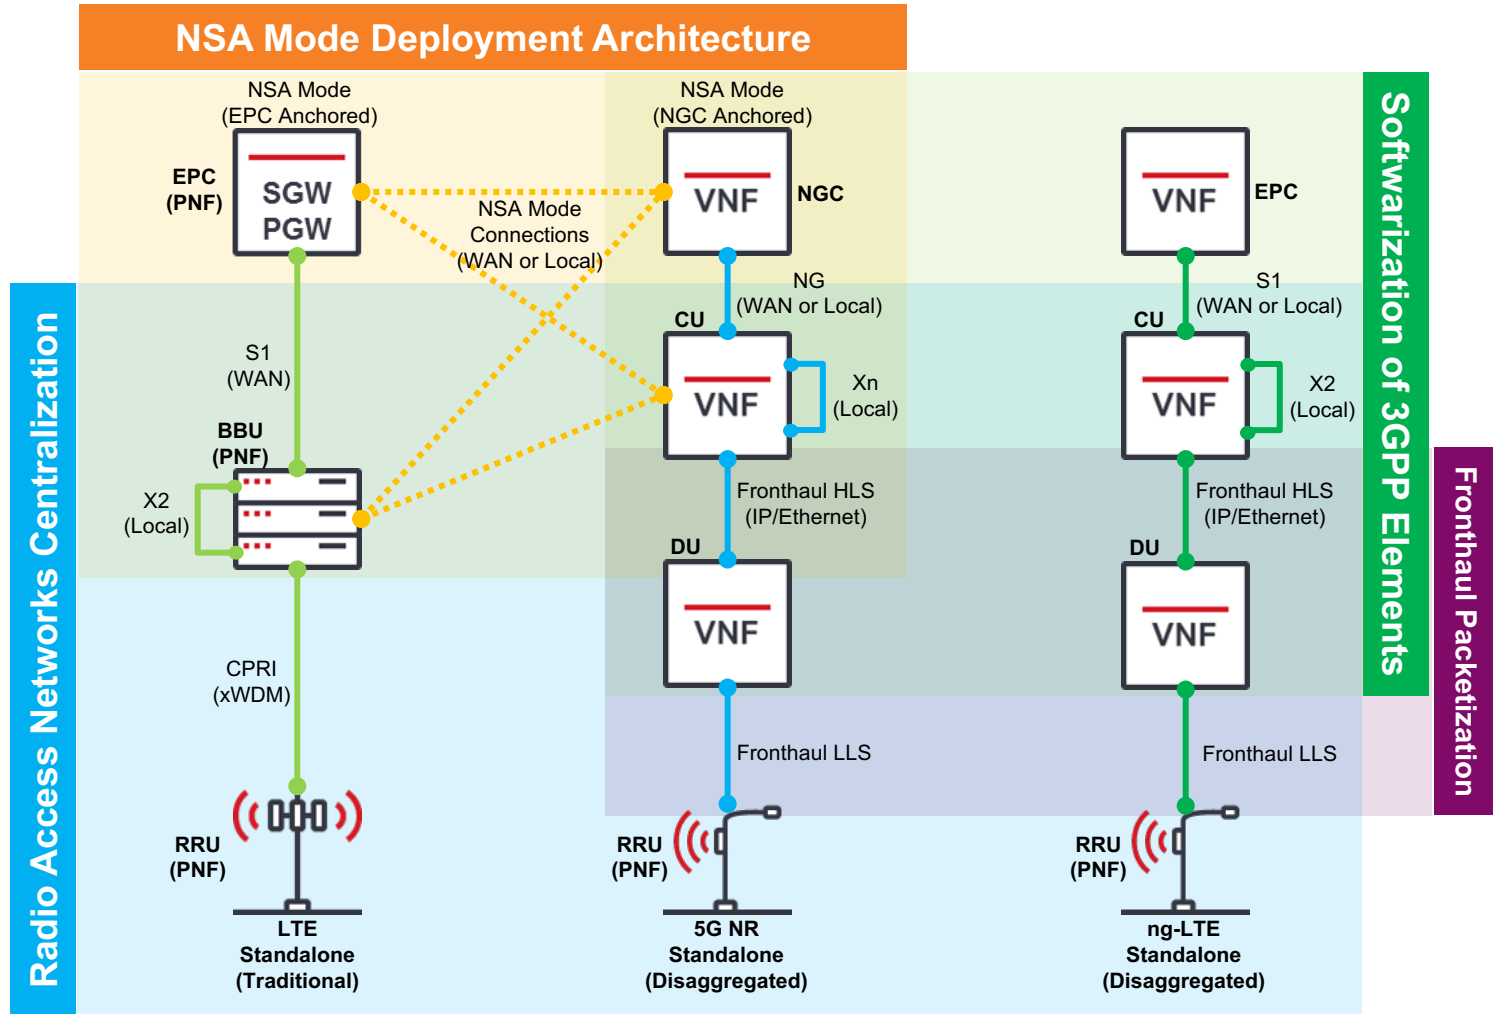 NSA Mode Deployment Architecture
NSA Mode
(EPC Anchored)
NSA Mode
(NGC Anchored)
EPC
(PNF)
SGW
PGW
VNF
NGC
VNF
EPC
NSA Mode
Connections
(WAN or Local)
NG
(WAN or Local)
S1
(WAN or Local)
S1
(WAN)
CU
VNF
Xn
(Local)
CU
VNF
X2
(Local)
BBU
(PNF)
X2
(Local)
Fronthaul HLS
(IP/Ethernet)
Fronthaul HLS
(IP/Ethernet)
DU
VNF
DU
VNF
CPRI
(xWDM)
Fronthaul LLS
Fronthaul LLS
RRU
(PNF)
RRU
(PNF)
RRU
(PNF)
LTE
Standalone
(Traditional)
5G NR
Standalone
(Disaggregated)
ng-LTE
Standalone
(Disaggregated)
Radio Access Networks Centralization
Softwarization of 3GPP Elements
Fronthaul Packetization